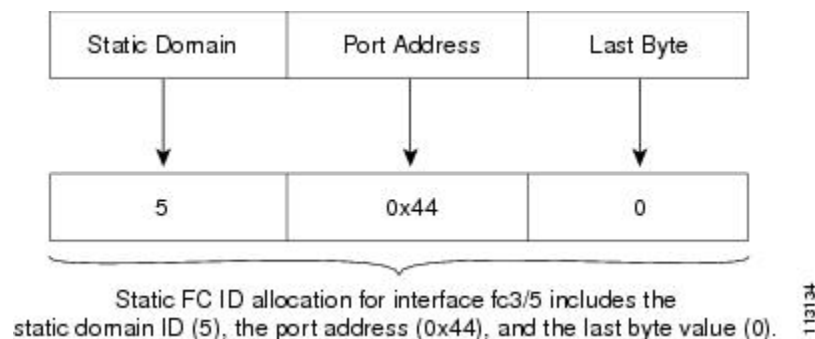 Static Domain
Port Address
Last Byte
5
0x44
0
Static FC ID allocation for interface fc3/5 includes the
static domain ID (5), the port address (0x44), and the last byte value (0).
113134